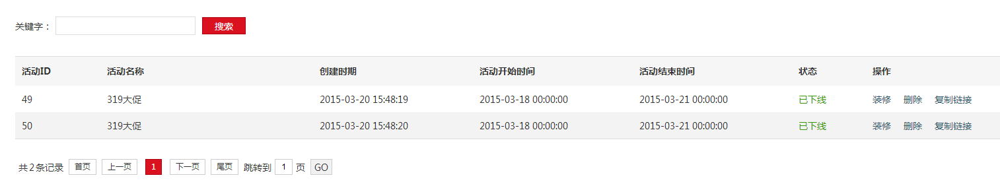 关键字： 搜索
活动ID 活动名称 创建时期 活动开始时间 活动结束时间 状态 操作
49 319大促 2015-03-20 15:48:19 2015-03-18 00:00:00 2015-03-21 00:00:00 已下线 装修 删除 复制链接
50 319大促 2015-03-20 15:48:20 2015-03-18 00:00:00 2015-03-21 00:00:00 已下线 装修 删除 复制链接
共2条记录 首页 上一页 1 下一页 尾页 跳转到 1 页 GO